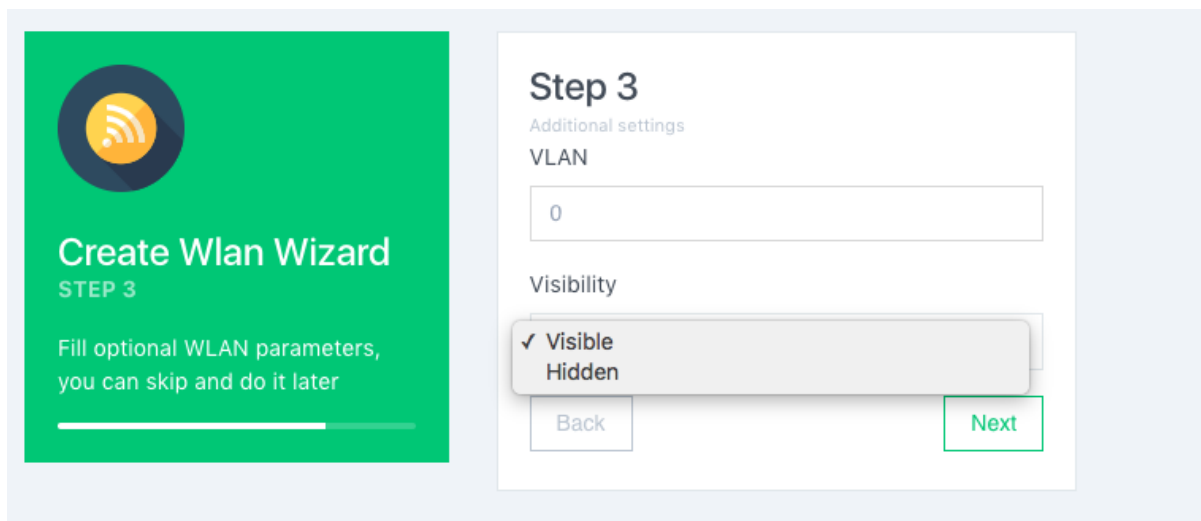 Create Wlan Wizard
STEP 3
Fill optional WLAN parameters,
you can skip and do it later
Step 3
Additional settings
VLAN
0
Visibility
✓ Visible
Hidden
Back
Next